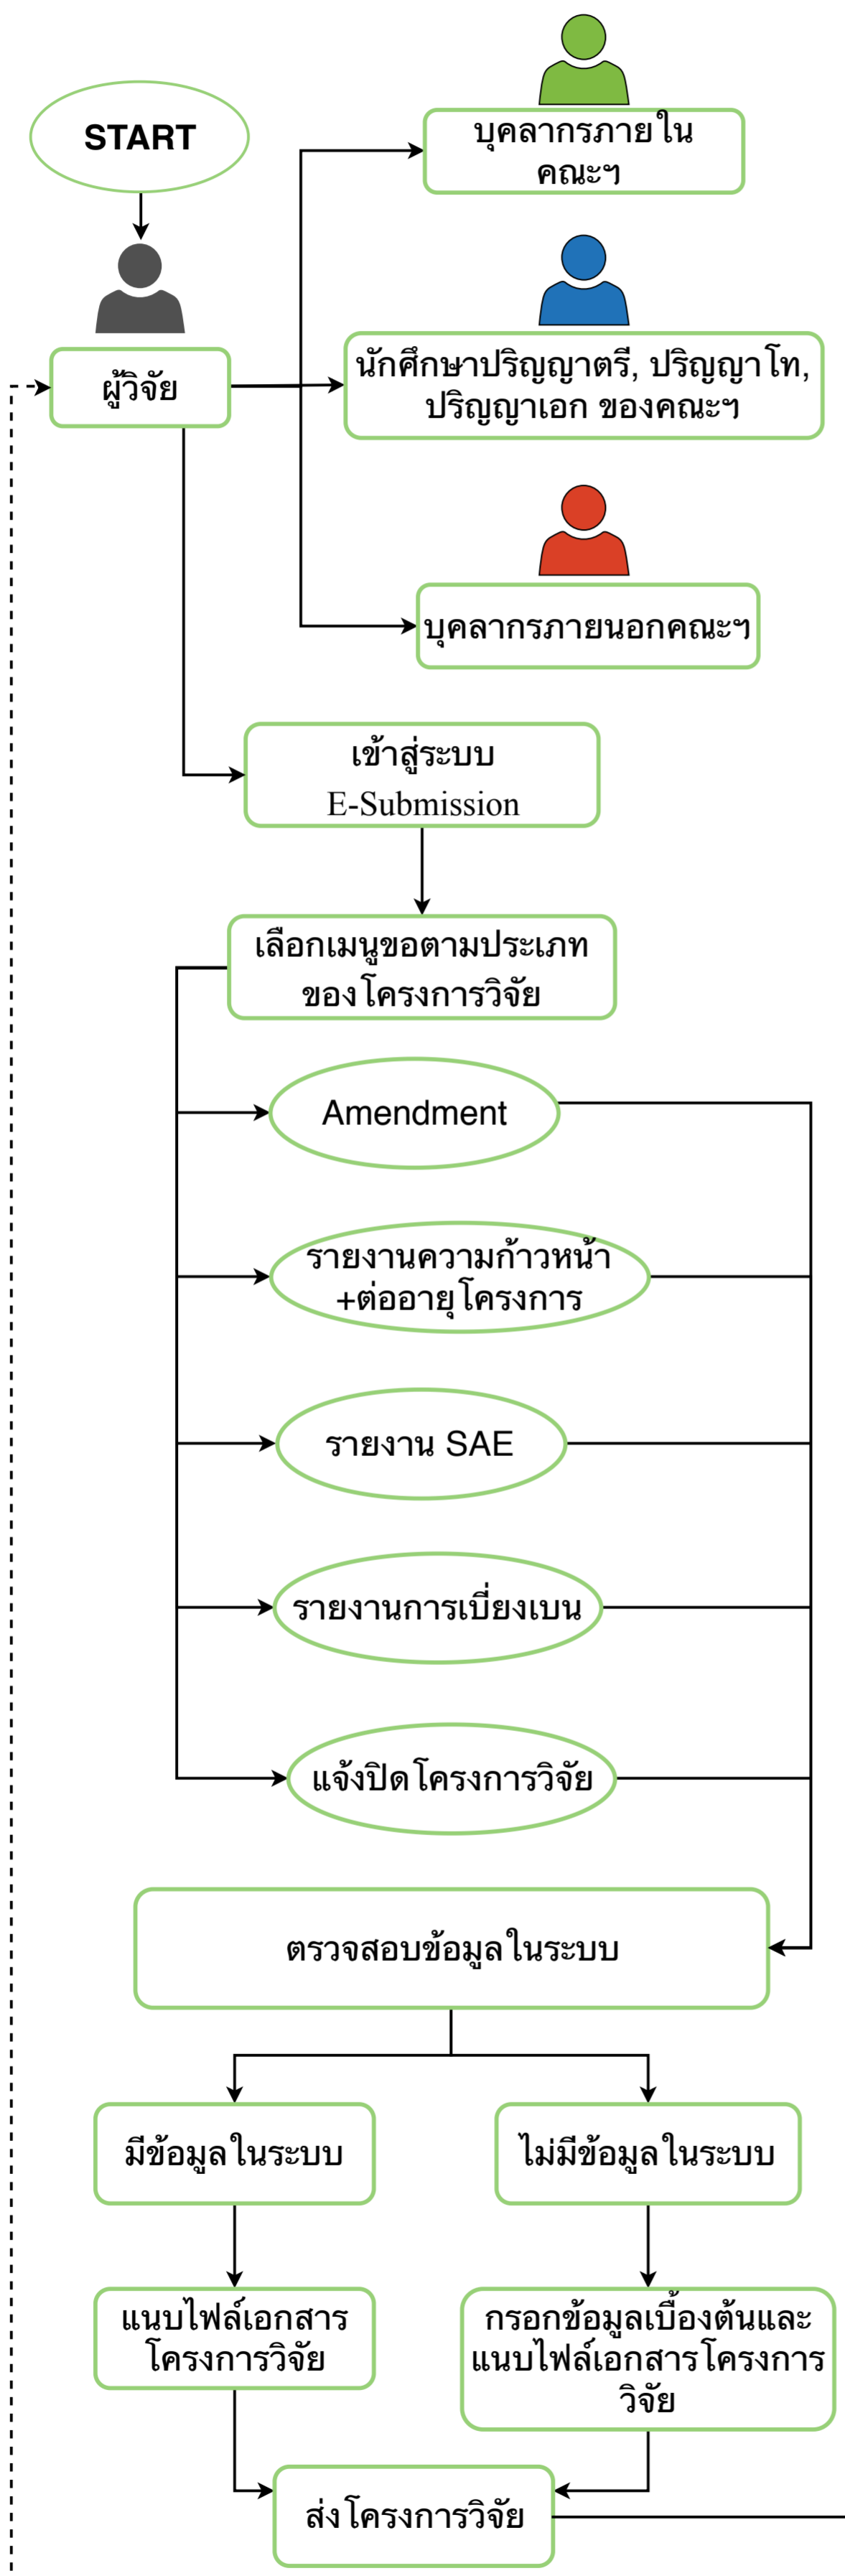 START
บุคลากรภายใน
คณะฯ
ผู้วิจัย
นักศึกษาปริญญาตรี, ปริญญาโท,
ปริญญาเอก ของคณะฯ
บุคลากรภายนอกคณะฯ
เข้าสู่ระบบ
E-Submission
เลือกเมนูขอตามประเภท
ของโครงการวิจัย
Amendment
รายงานความก้าวหน้า
+ต่ออายุโครงการ
รายงาน SAE
รายงานการเบี่ยงเบน
แจ้งปิดโครงการวิจัย
ตรวจสอบข้อมูลในระบบ
มีข้อมูลในระบบ
ไม่มีข้อมูลในระบบ
แนบไฟล์เอกสาร
โครงการวิจัย
กรอกข้อมูลเบื้องต้นและ
แนบไฟล์เอกสารโครงการ
วิจัย
ส่งโครงการวิจัย